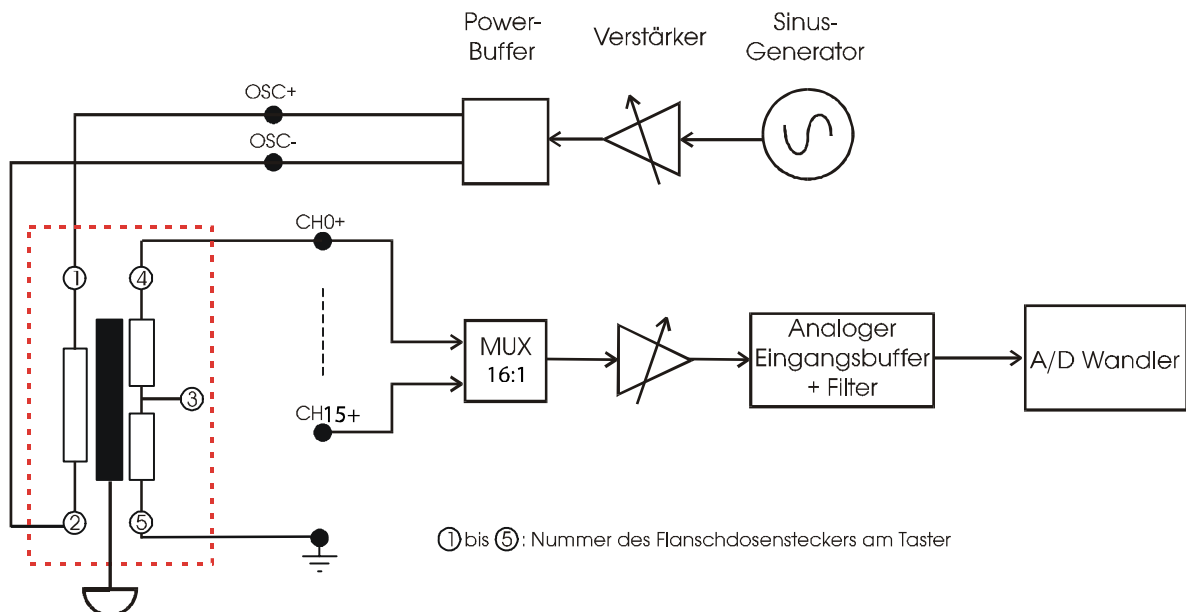 Power-
Buffer
Verstärker
Sinus-
Generator
OSC+
OSC-
CH0+
1
4
MUX
16:1
Analoger
Eingangsbuffer
+ Filter
A/D Wandler
3
CH15+
2
5
① bis ⑤: Nummer des Flanschdosensteckers am Taster